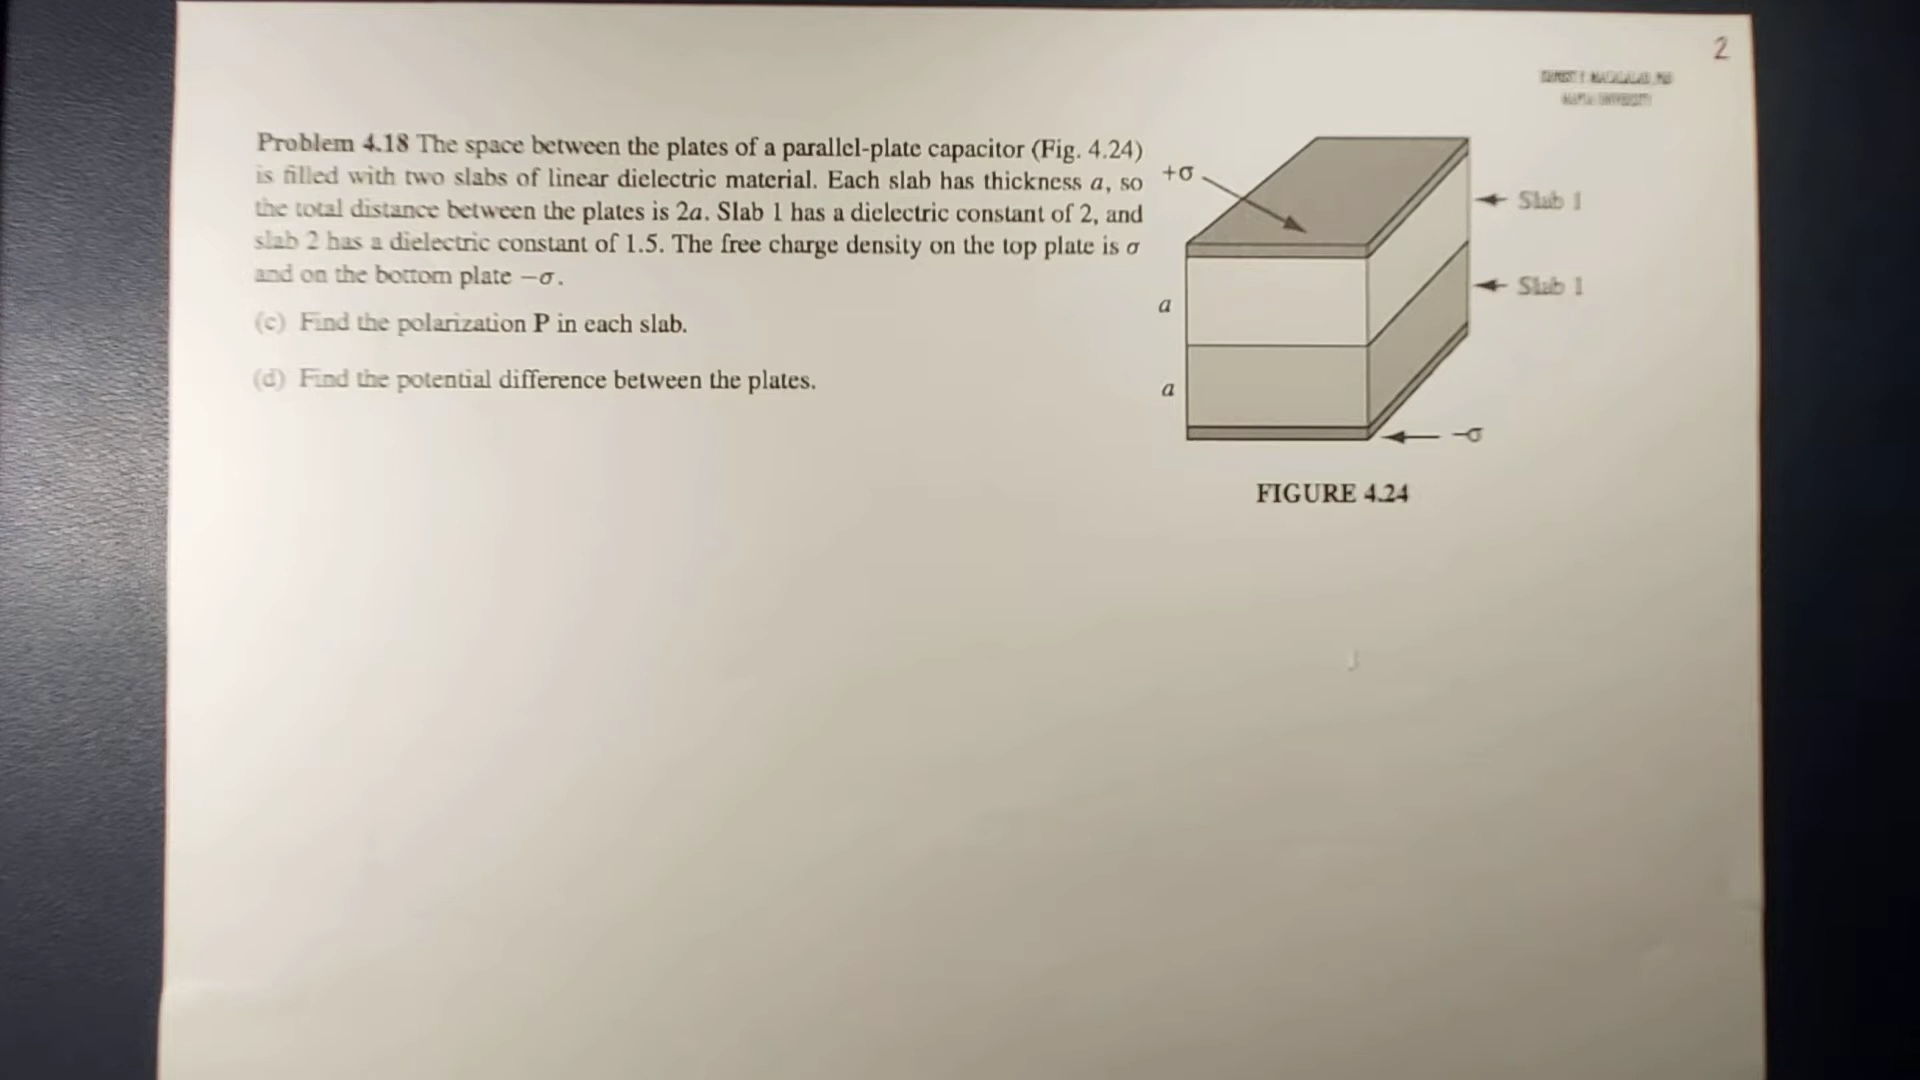 2
Problem 4.18 The space between the plates of a parallel-plate capacitor (Fig. 4.24)
is filled with two slabs of linear dielectric material. Each slab has thickness a, so
the total distance between the plates is 2a. Slab 1 has a dielectric constant of 2, and
slab 2 has a dielectric constant of 1.5. The free charge density on the top plate is σ
and on the bottom plate −σ.
(c) Find the polarization P in each slab.
(d) Find the potential difference between the plates.
+σ
Slab 1
Slab 1
a
a
−σ
FIGURE 4.24